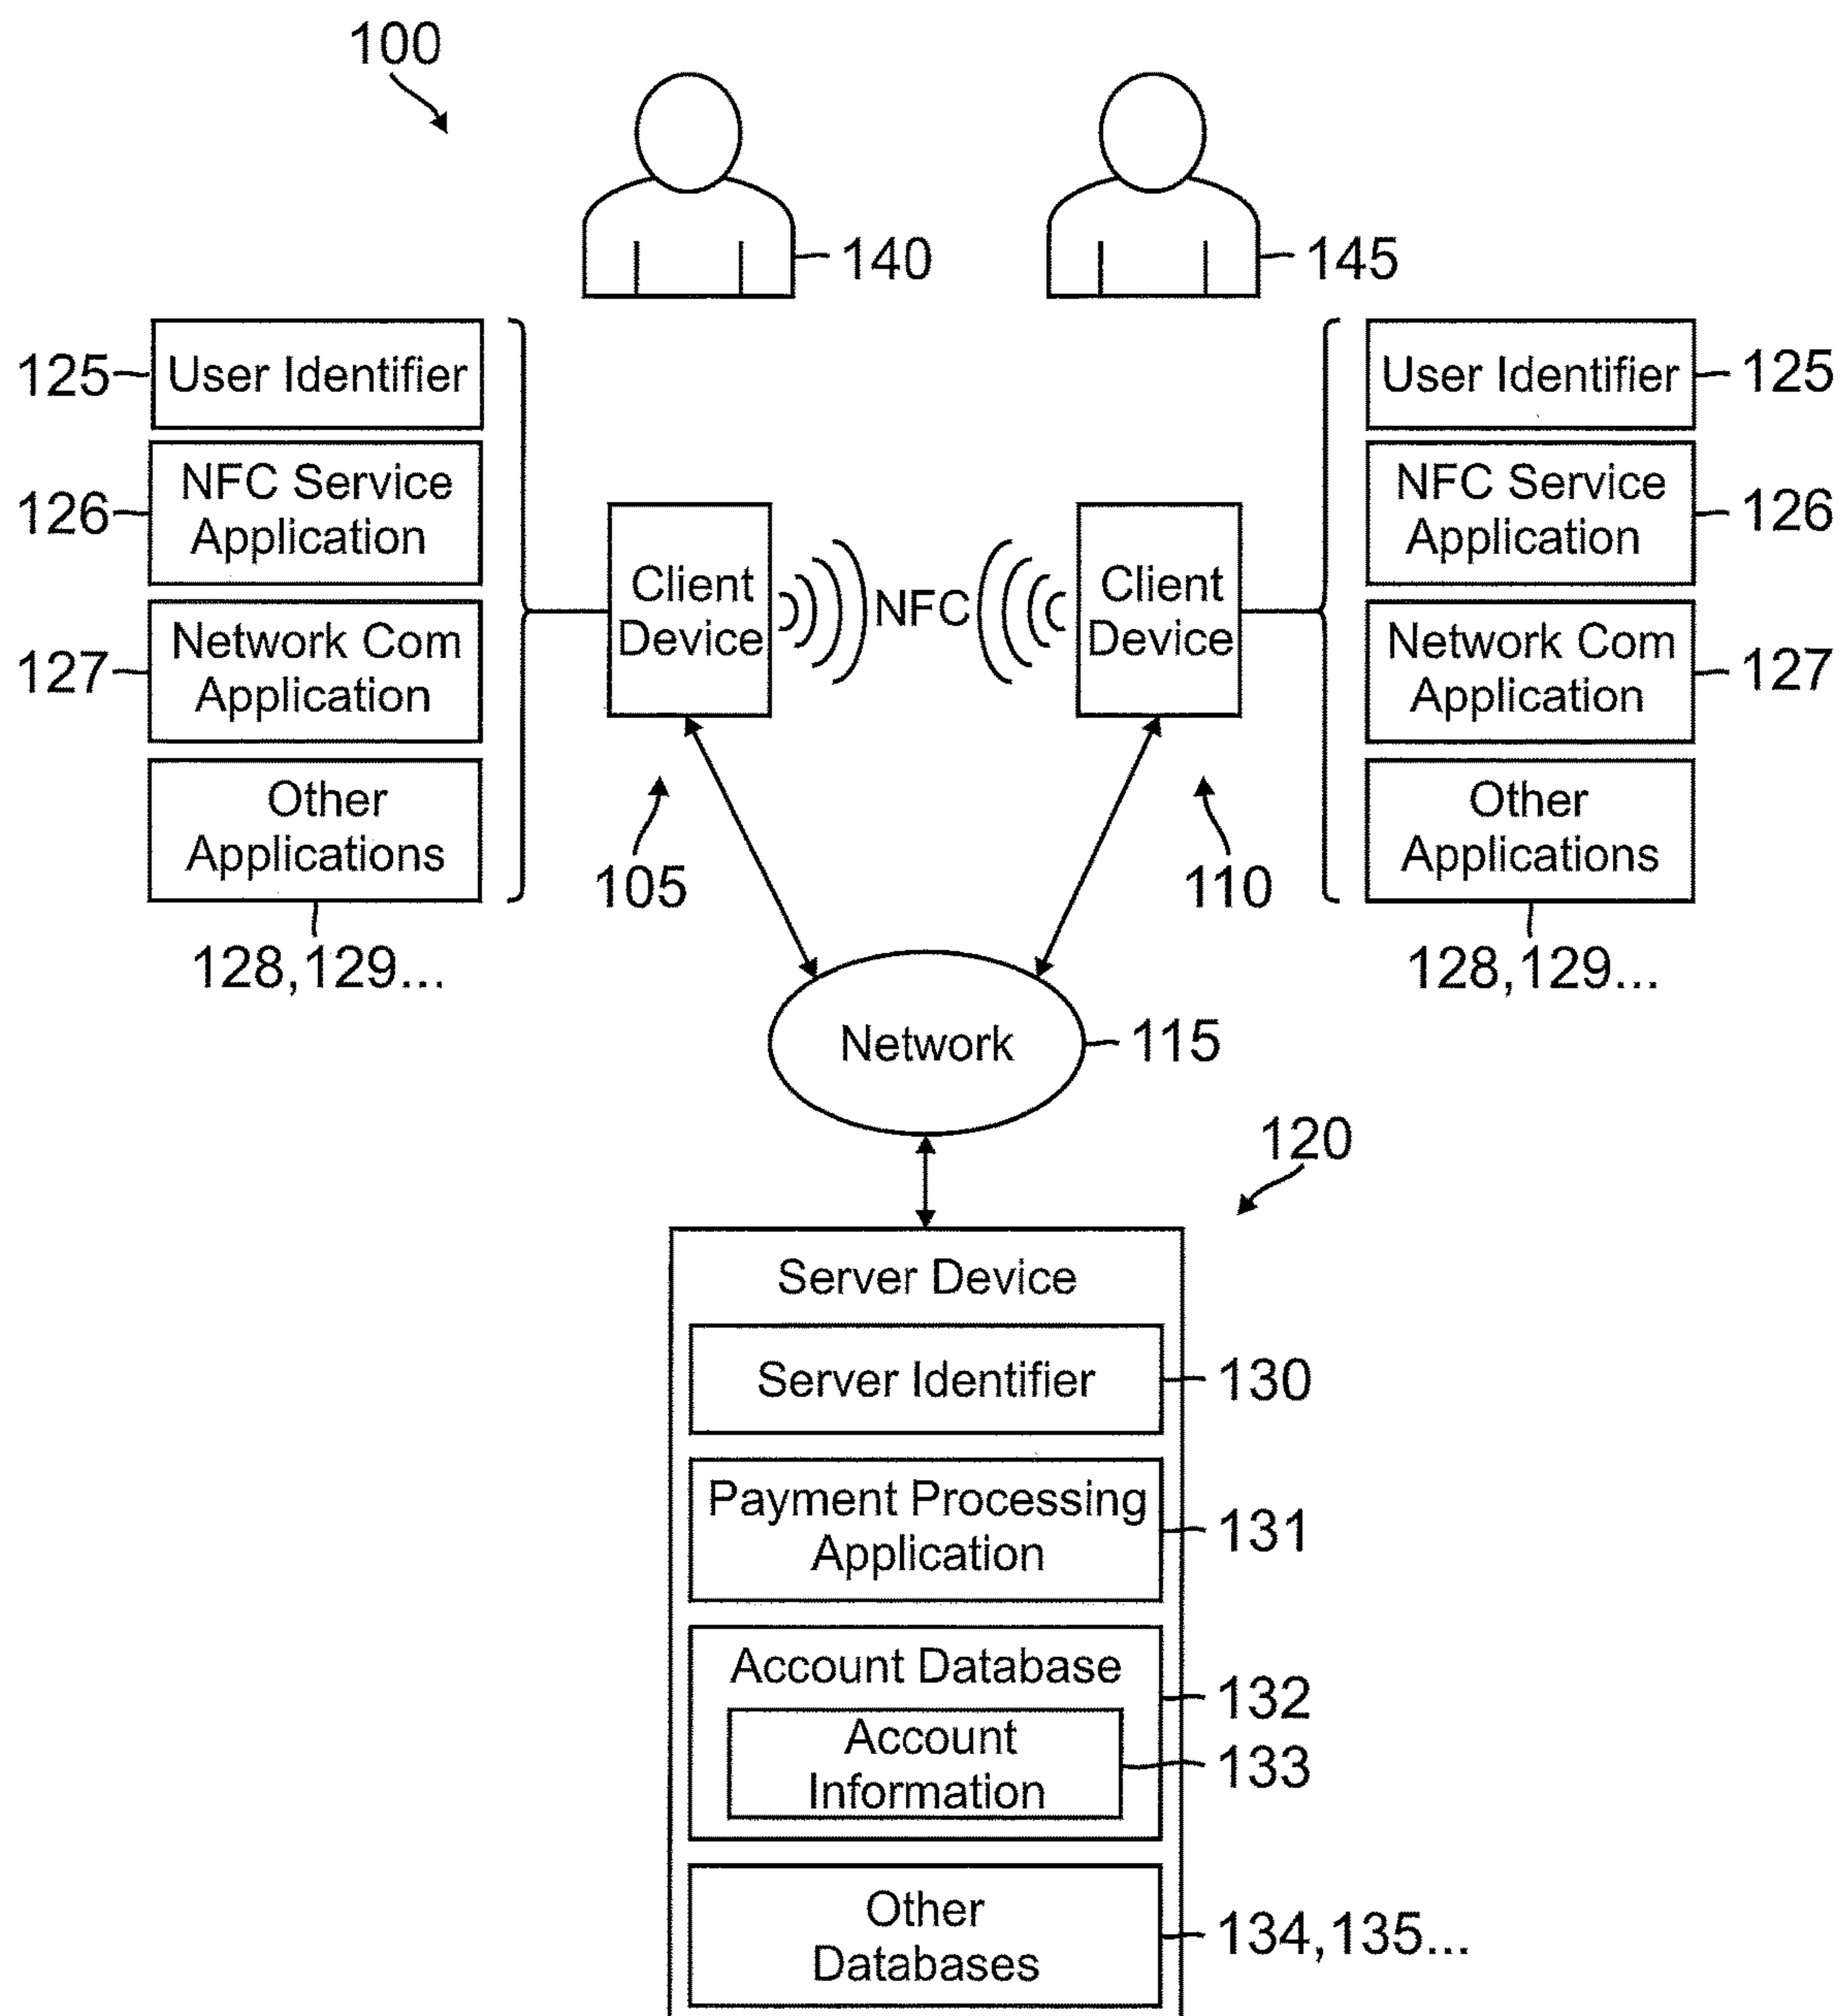 100
140
145
125
User Identifier
User Identifier
125
126
NFC Service
Application
NFC Service
Application
126
Client
Device
NFC
Client
Device
127
Network Com
Application
Network Com
Application
127
Other
Applications
Other
Applications
105
110
128,129...
128,129...
Network
115
120
Server Device
Server Identifier
130
Payment Processing
Application
131
Account Database
132
Account
Information
133
Other
Databases
134,135...